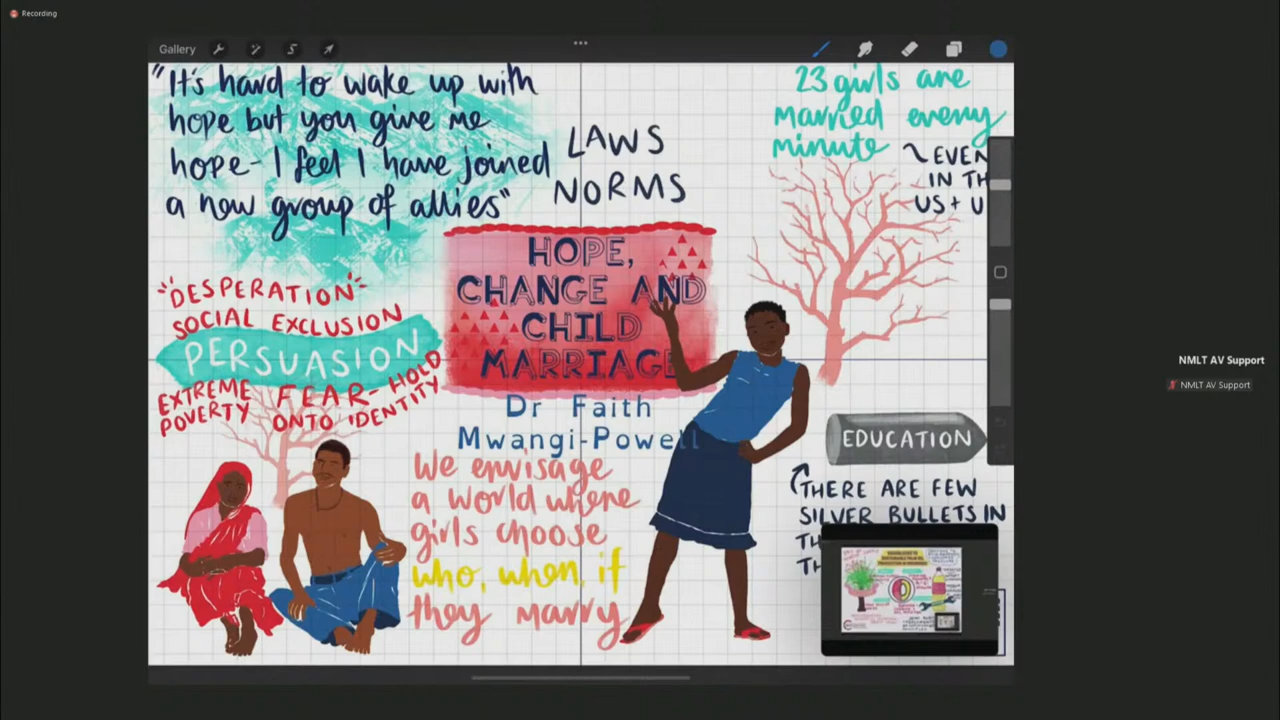 Recording
Gallery
"It's hard to wake up with
hope but you give me
hope - I feel I have joined
a new group of allies"
LAWS
NORMS
23 girls are
married every
minute
EVEN
IN TH
US + U
HOPE,
CHANGE AND
CHILD
MARRIAGE
Dr Faith
Mwangi-Powell
"DESPERATION"
SOCIAL EXCLUSION
PERSUASION
EXTREME
POVERTY
FEAR - HOLD
ONTO IDENTITY
We envisage
a world where
girls choose
who, when, if
they marry
EDUCATION
THERE ARE FEW
SILVER BULLETS IN
NMLT AV Support
NMLT AV Support